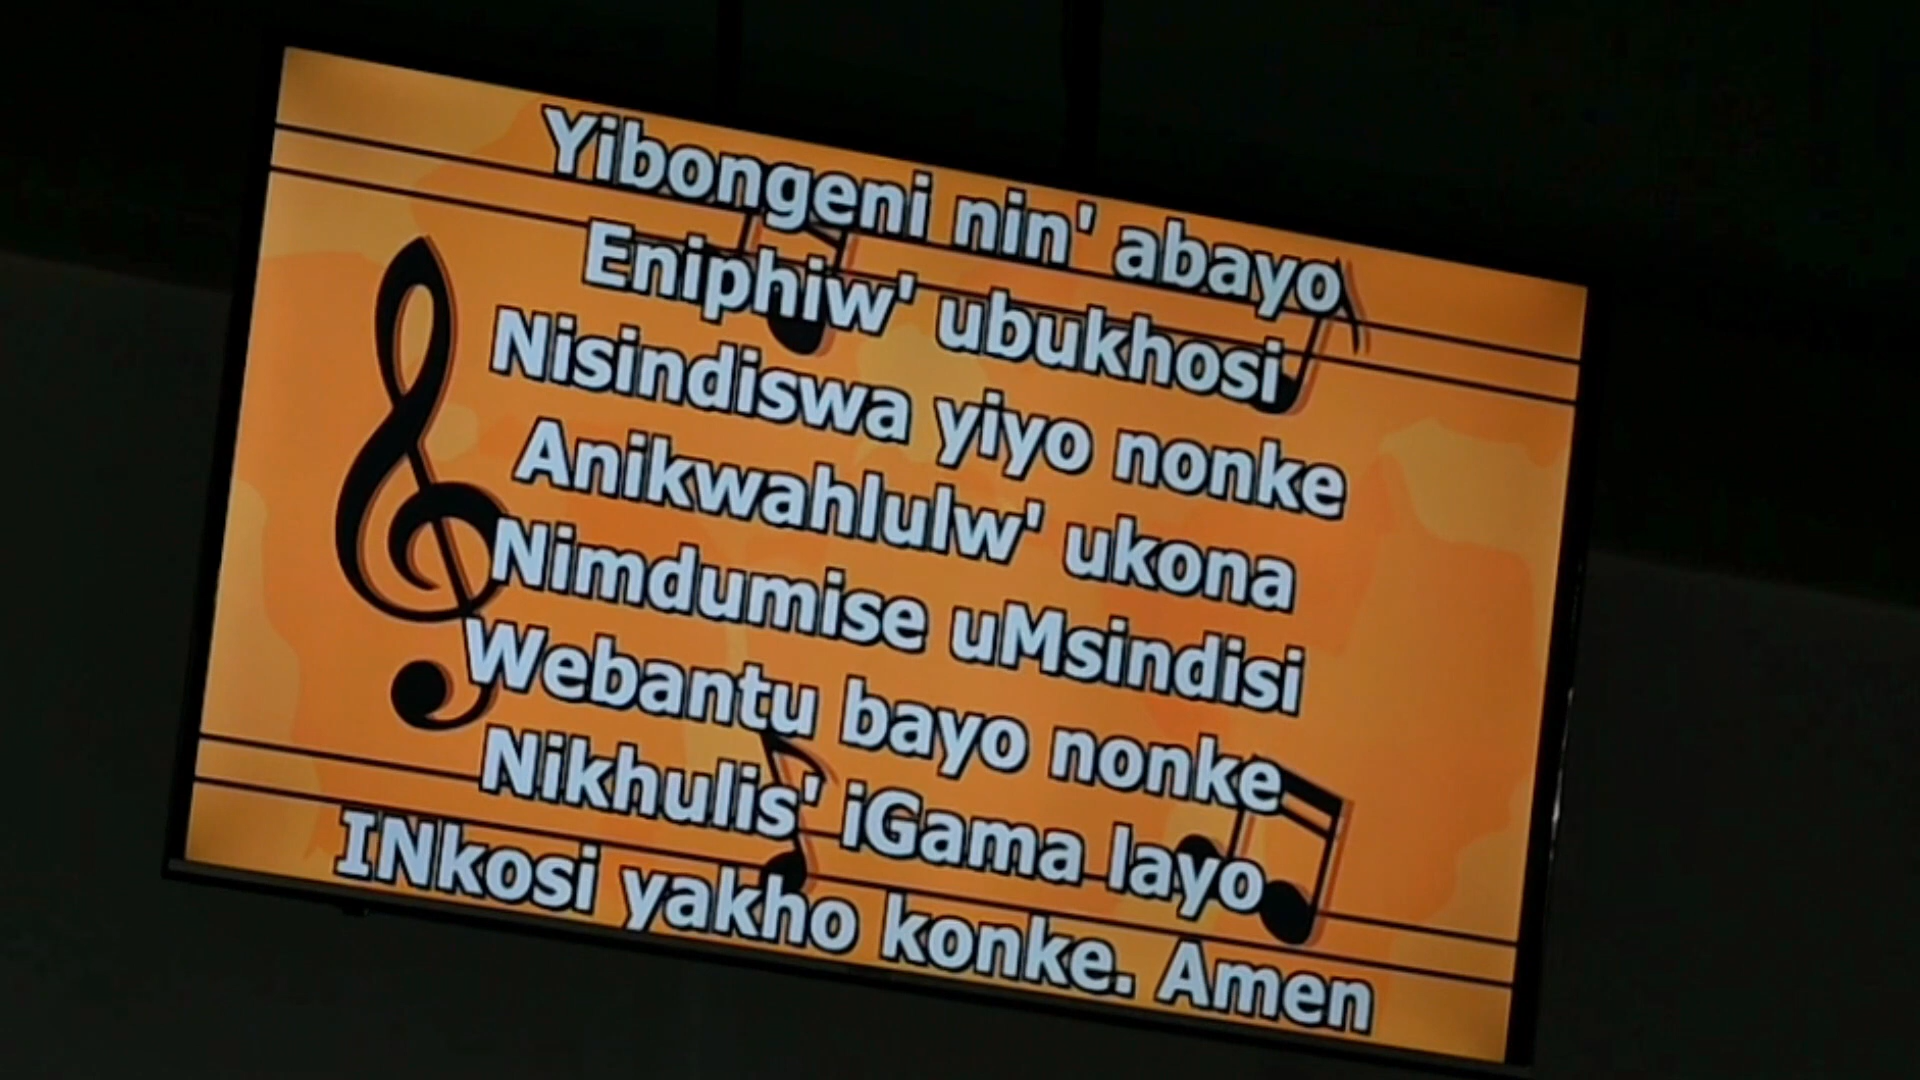 Yibongeni nin' abayo
Eniphiw' ubukhosi
Nisindiswa yiyo nonke
Anikwahlulw' ukona
Nimdumise uMsindisi
Webantu bayo nonke
Nikhulis' iGama layo
INkosi yakho konke. Amen